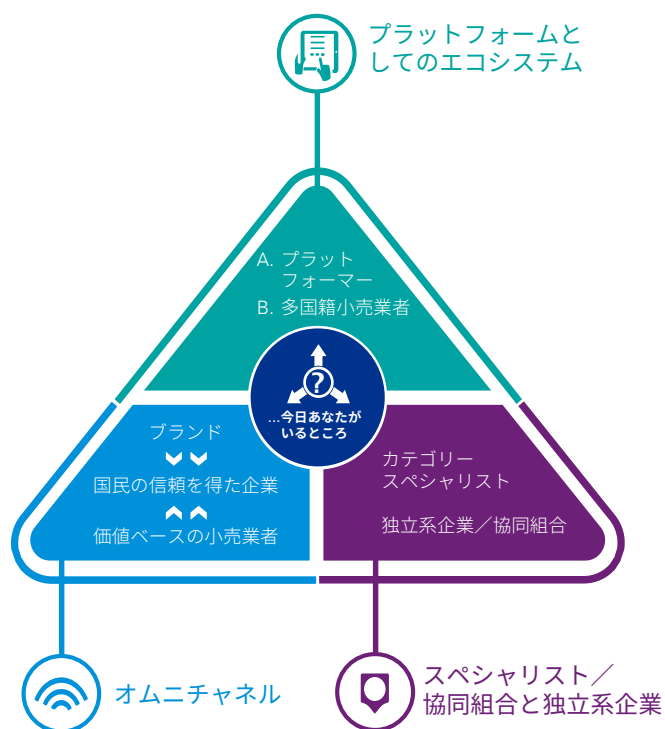 プラットフォームと
してのエコシステム
A. プラット
フォーマー
B. 多国籍小売業者
?
...今日あなたが
いるところ
ブランド
国民の信頼を得た企業
価値ベースの小売業者
カテゴリー
スペシャリスト
独立系企業／協同組合
オムニチャネル
スペシャリスト／
協同組合と独立系企業